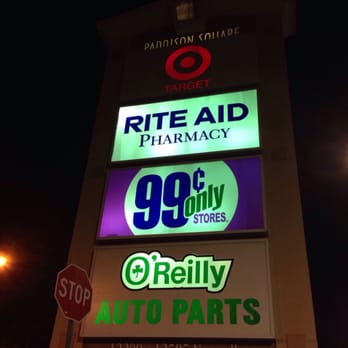 PADDISON SQUARE
TARGET
RITE AID
PHARMACY
99¢
only
STORES.
O'Reilly
AUTO PARTS
STOP